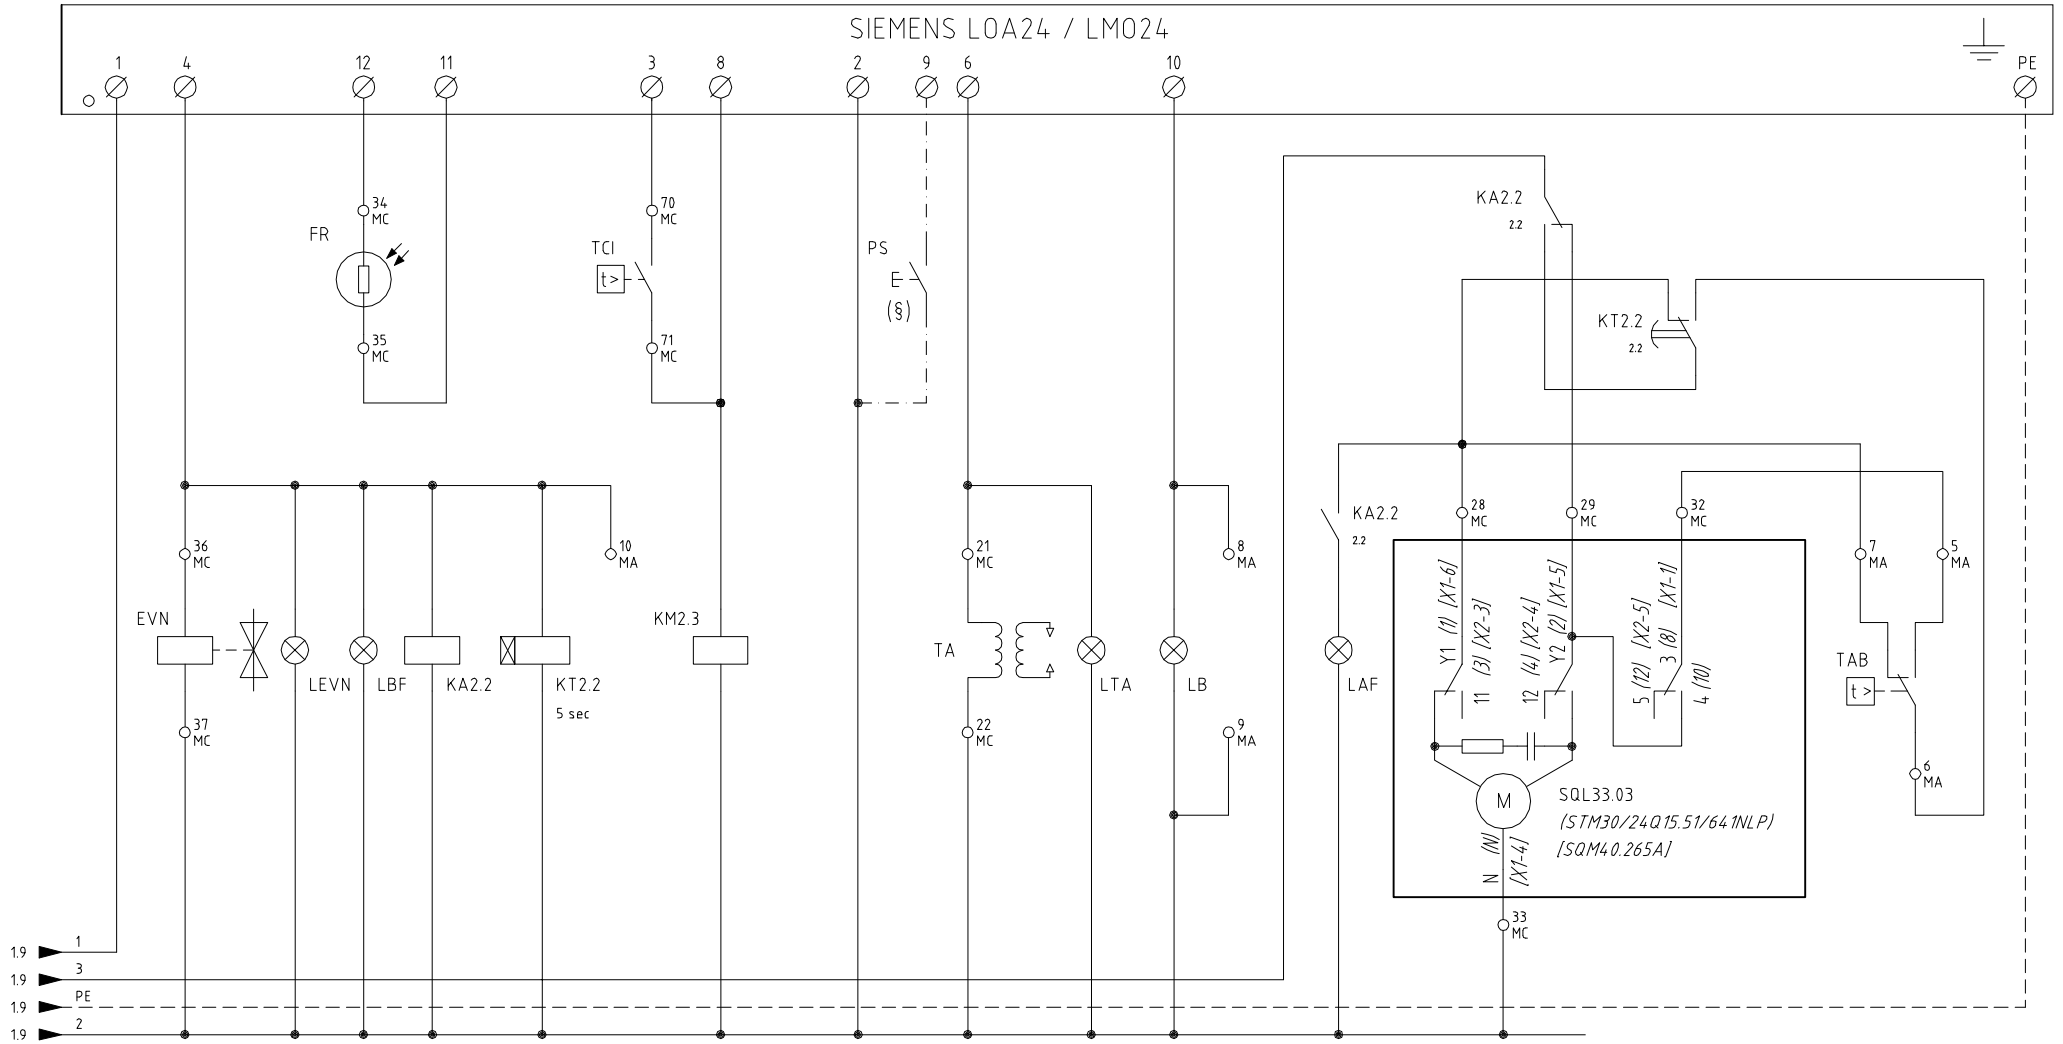 SIEMENS LOA24 / LMO24
1
4
12
11
3
8
2
9
6
10
PE
34
MC
FR
35
MC
70
MC
TCI
t>
71
MC
PS
E
(§)
KA2.2
2.2
KT2.2
2.2
36
MC
10
MA
EVN
LEVN
LBF
KA2.2
KT2.2
5 sec
37
MC
KM2.3
21
MC
TA
LTA
22
MC
8
MA
LB
9
MA
KA2.2
2.2
LAF
28
MC
29
MC
32
MC
7
MA
5
MA
Y1 (1) [X1-6]
11 (3) [X2-3]
12 (4) [X2-4]
Y2 (2) [X1-5]
5 (12) [X2-5]
3 (8) [X1-1]
4 (10)
TAB
t>
6
MA
M
SQL33.03
(STM30/24Q15.51/641NLP)
[SQM40.265A]
N (N)
[X1-4]
33
MC
1.9 1
1.9 3
1.9 PE
1.9 2